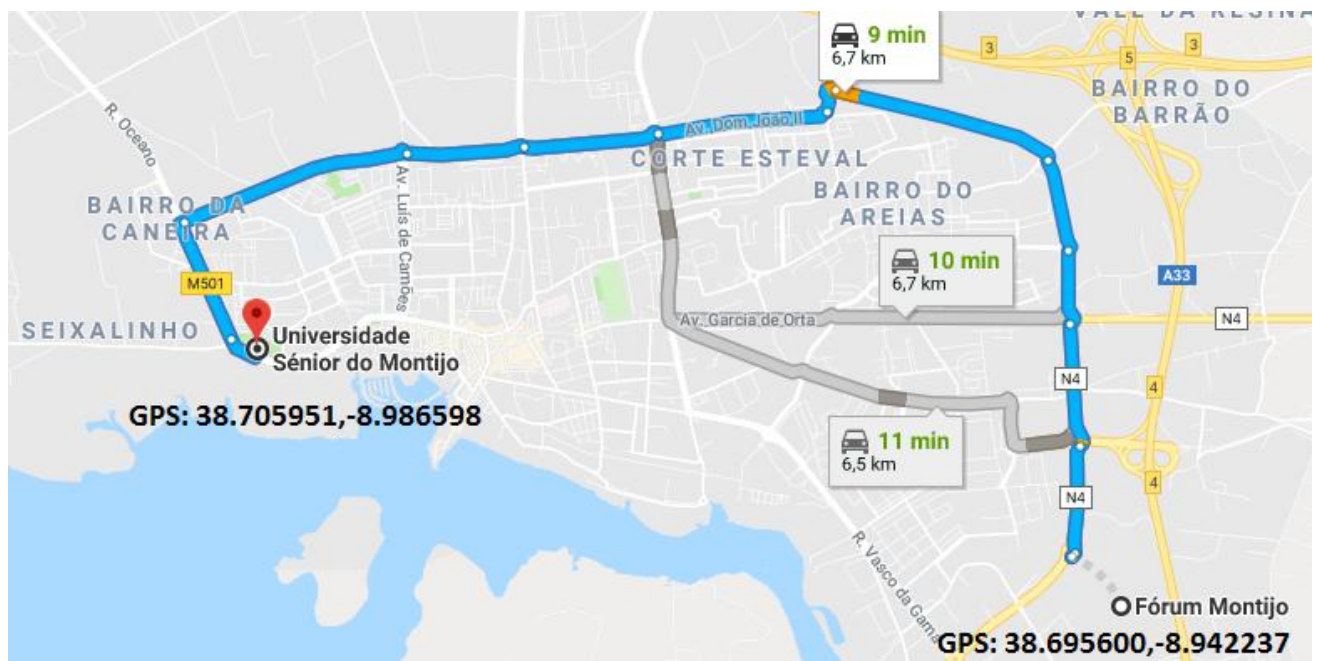 VALE DA RESINA
9 min
6,7 km
3
5
3
BAIRRO DO
BARRÃO
R. Oceano
Av. Dom João II
CORTE ESTEVAL
BAIRRO DO
AREIAS
Av. Luís de Camões
BAIRRO DA
CANEIRA
M501
10 min
6,7 km
A33
SEIXALINHO
Universidade
Sénior do Montijo
Av. Garcia de Orta
N4
N4
4
GPS: 38.705951,-8.986598
11 min
6,5 km
N4
4
R. Vasco da Gama
Fórum Montijo
GPS: 38.695600,-8.942237